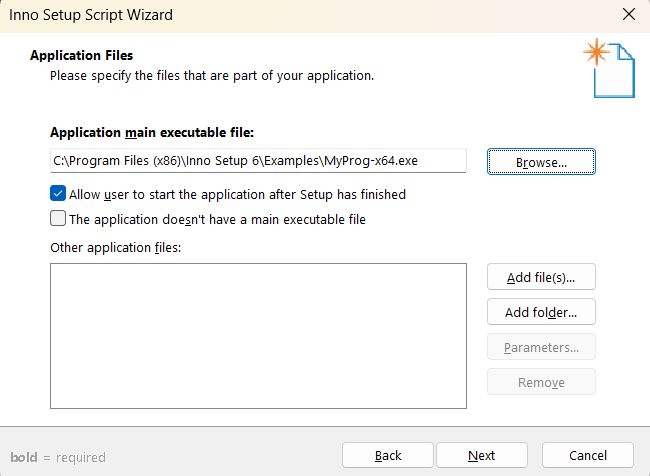 Inno Setup Script Wizard
Application Files
Please specify the files that are part of your application.
Application main executable file:
C:\Program Files (x86)\Inno Setup 6\Examples\MyProg-x64.exe
Browse...
Allow user to start the application after Setup has finished
The application doesn't have a main executable file
Other application files:
Add file(s)...
Add folder...
Parameters...
Remove
bold = required
Back
Next
Cancel